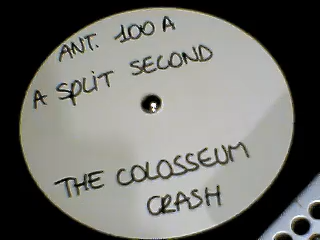 ANT. 100 A
A SPLIT SECOND
THE COLOSSEUM
CRASH